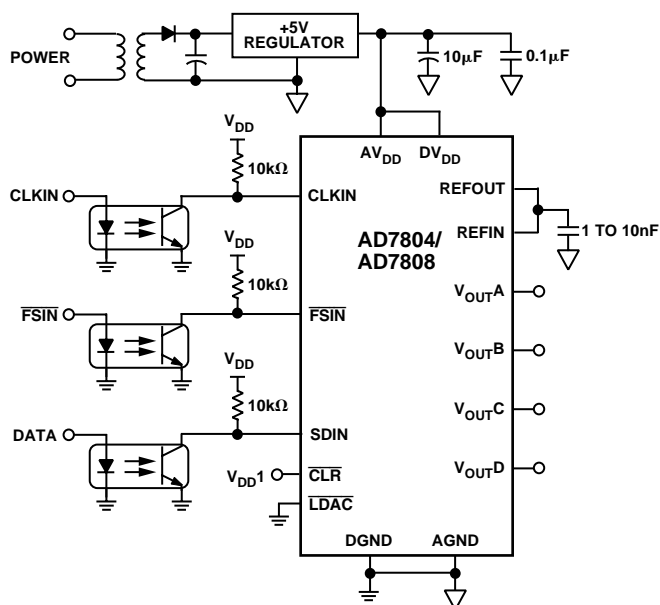 POWER
+5V
REGULATOR
10μF
0.1μF
VDD
10kΩ
AVDD
DVDD
CLKIN
CLKIN
REFOUT
REFIN
1 TO 10nF
AD7804/
AD7808
VDD
10kΩ
FSIN
FSIN
VOUTA
VOUTB
VDD
10kΩ
VOUTC
DATA
SDIN
VDD1
CLR
VOUTD
LDAC
DGND
AGND